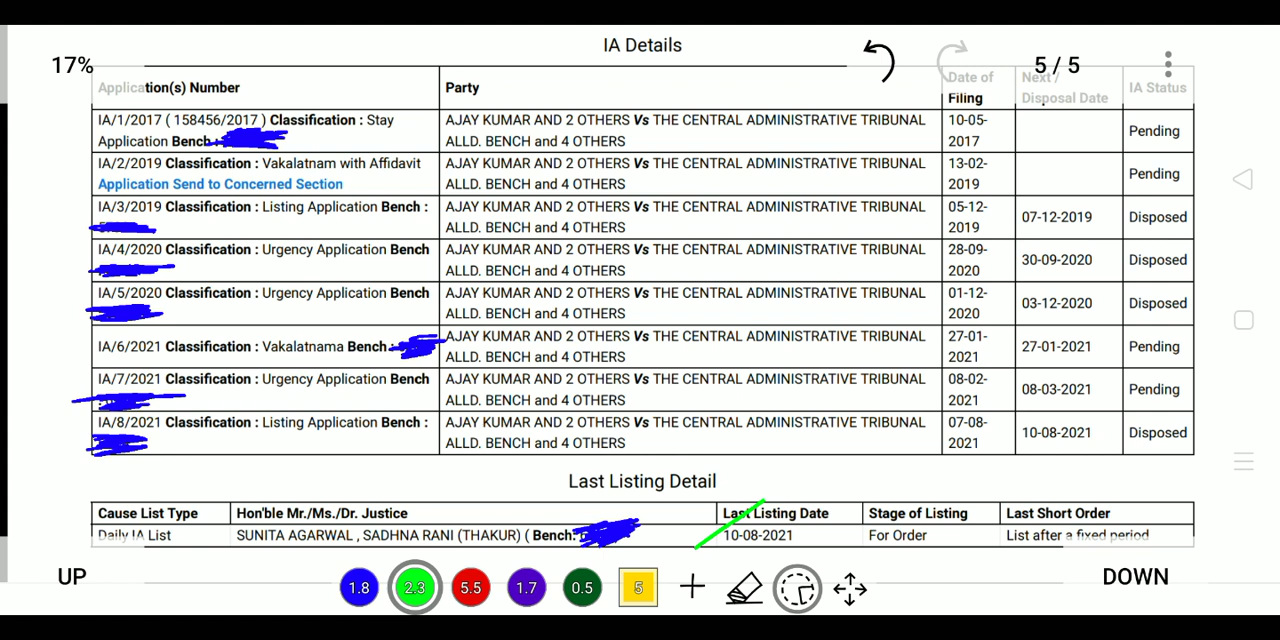 IA Details
17%
5 / 5
Application(s) Number Party Date of Filing Next / Disposal Date IA Status
IA/1/2017 ( 158456/2017 ) Classification : Stay Application Bench : AJAY KUMAR AND 2 OTHERS Vs THE CENTRAL ADMINISTRATIVE TRIBUNAL ALLD. BENCH and 4 OTHERS 10-05-2017 Pending
IA/2/2019 Classification : Vakalatnam with Affidavit Application Send to Concerned Section AJAY KUMAR AND 2 OTHERS Vs THE CENTRAL ADMINISTRATIVE TRIBUNAL ALLD. BENCH and 4 OTHERS 13-02-2019 Pending
IA/3/2019 Classification : Listing Application Bench : AJAY KUMAR AND 2 OTHERS Vs THE CENTRAL ADMINISTRATIVE TRIBUNAL ALLD. BENCH and 4 OTHERS 05-12-2019 07-12-2019 Disposed
IA/4/2020 Classification : Urgency Application Bench AJAY KUMAR AND 2 OTHERS Vs THE CENTRAL ADMINISTRATIVE TRIBUNAL ALLD. BENCH and 4 OTHERS 28-09-2020 30-09-2020 Disposed
IA/5/2020 Classification : Urgency Application Bench AJAY KUMAR AND 2 OTHERS Vs THE CENTRAL ADMINISTRATIVE TRIBUNAL ALLD. BENCH and 4 OTHERS 01-12-2020 03-12-2020 Disposed
IA/6/2021 Classification : Vakalatnama Bench : AJAY KUMAR AND 2 OTHERS Vs THE CENTRAL ADMINISTRATIVE TRIBUNAL ALLD. BENCH and 4 OTHERS 27-01-2021 27-01-2021 Pending
IA/7/2021 Classification : Urgency Application Bench AJAY KUMAR AND 2 OTHERS Vs THE CENTRAL ADMINISTRATIVE TRIBUNAL ALLD. BENCH and 4 OTHERS 08-02-2021 08-03-2021 Pending
IA/8/2021 Classification : Listing Application Bench : AJAY KUMAR AND 2 OTHERS Vs THE CENTRAL ADMINISTRATIVE TRIBUNAL ALLD. BENCH and 4 OTHERS 07-08-2021 10-08-2021 Disposed
Last Listing Detail
Cause List Type Hon'ble Mr./Ms./Dr. Justice Last Listing Date Stage of Listing Last Short Order
Daily IA List SUNITA AGARWAL , SADHNA RANI (THAKUR) ( Bench: 10-08-2021 For Order List after a fixed period
UP DOWN
1.8 2.3 5.5 1.7 0.5 5